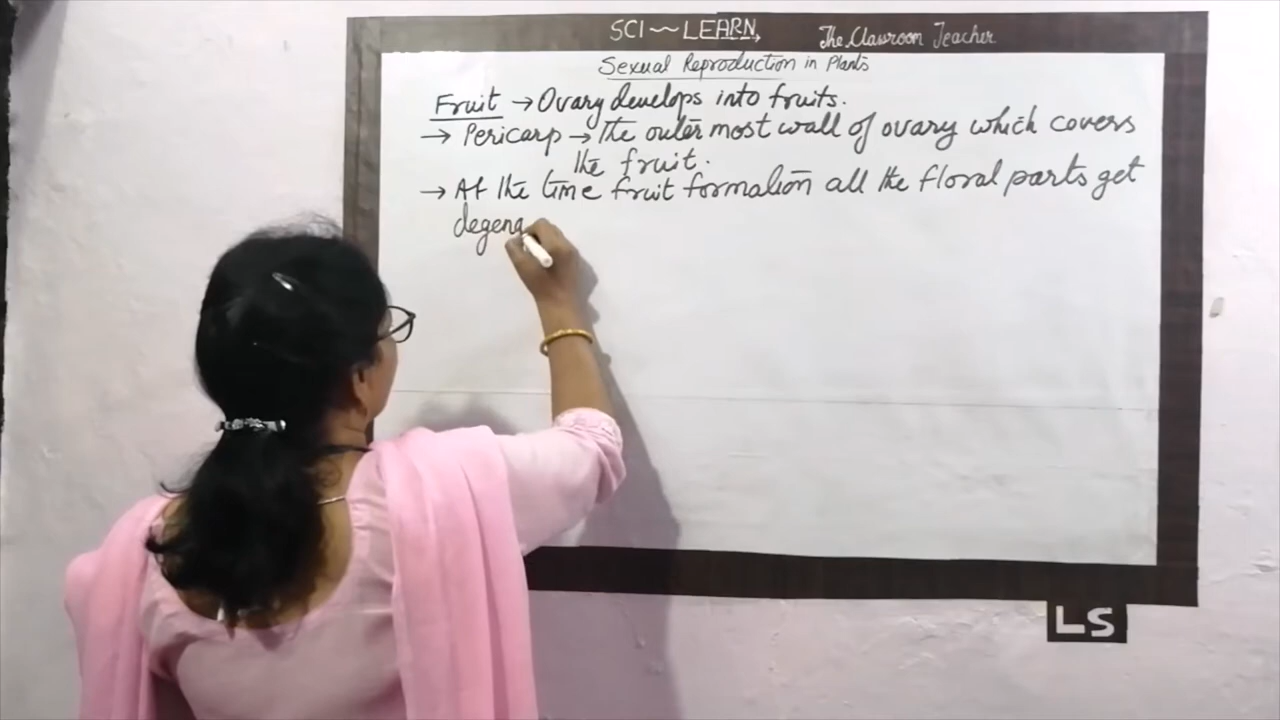 SCI~LEARN, The Classroom Teacher
Sexual Reproduction in Plants
Fruit → Ovary develops into fruits.
→ Pericarp → The outer most wall of ovary which covers
the fruit.
→ At the time fruit formation all the floral parts get
degen
LS